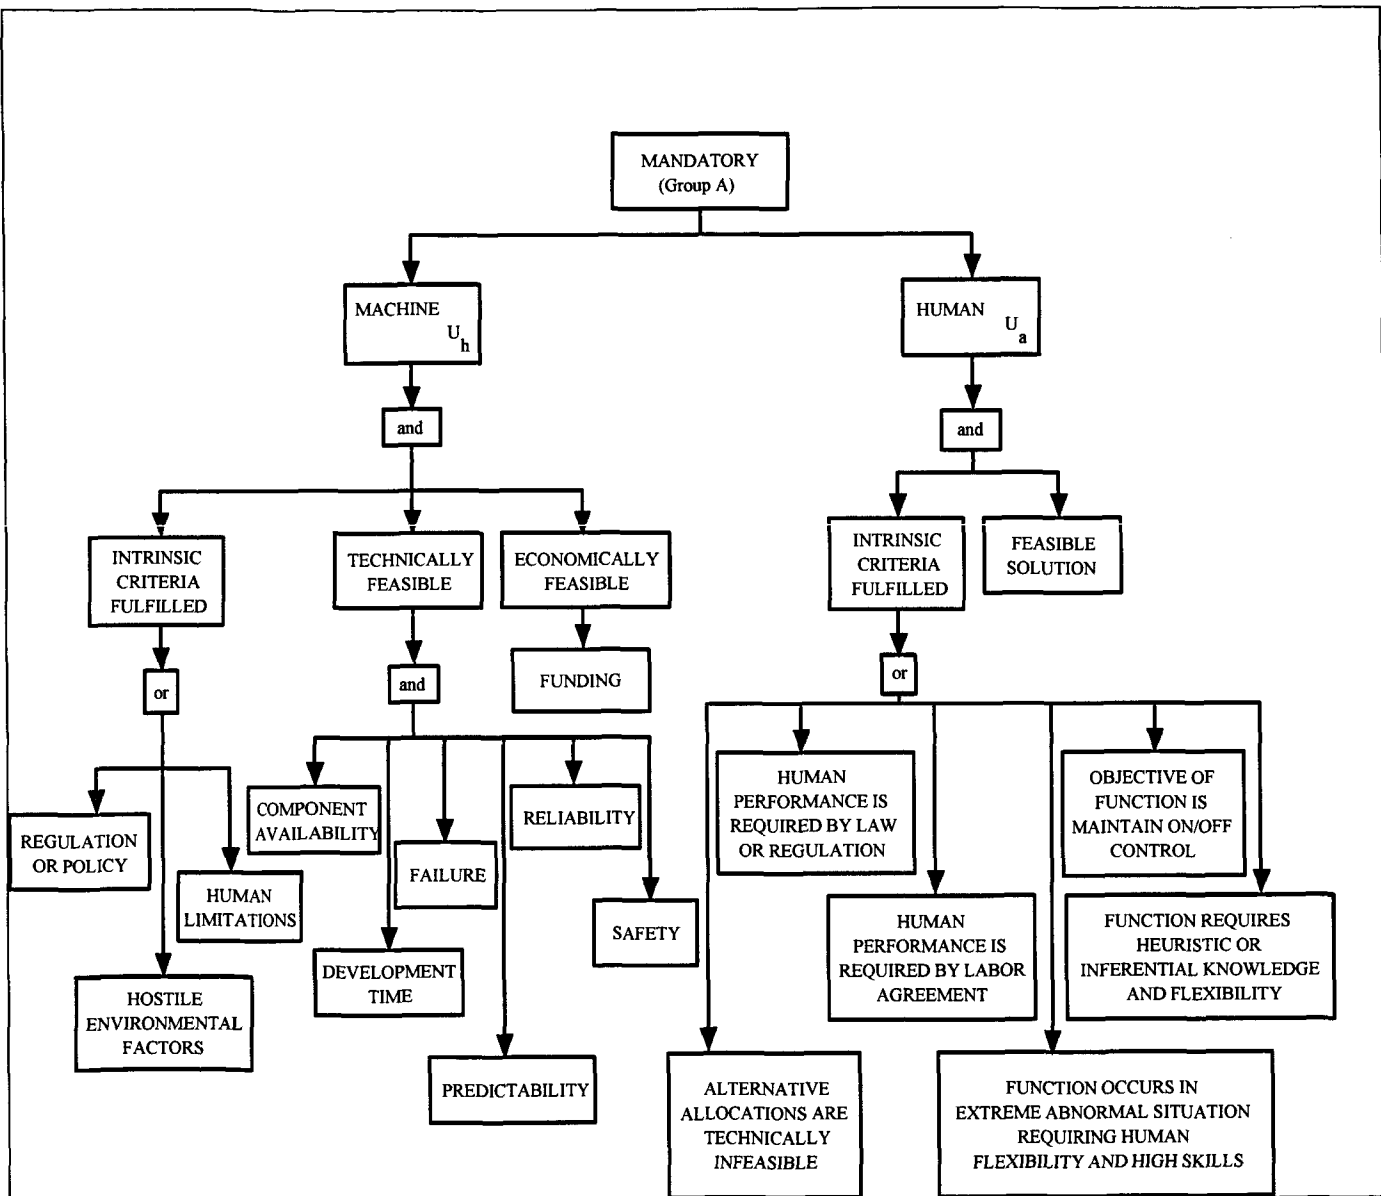 MANDATORY
(Group A)
MACHINE
U
h
HUMAN
U
a
and
and
INTRINSIC
CRITERIA
FULFILLED
TECHNICALLY
FEASIBLE
ECONOMICALLY
FEASIBLE
INTRINSIC
CRITERIA
FULFILLED
FEASIBLE
SOLUTION
or
and
FUNDING
or
REGULATION
OR POLICY
HUMAN
LIMITATIONS
HOSTILE
ENVIRONMENTAL
FACTORS
COMPONENT
AVAILABILITY
DEVELOPMENT
TIME
FAILURE
PREDICTABILITY
RELIABILITY
SAFETY
ALTERNATIVE
ALLOCATIONS ARE
TECHNICALLY
INFEASIBLE
HUMAN
PERFORMANCE IS
REQUIRED BY LAW
OR REGULATION
HUMAN
PERFORMANCE IS
REQUIRED BY LABOR
AGREEMENT
FUNCTION OCCURS IN
EXTREME ABNORMAL SITUATION
REQUIRING HUMAN
FLEXIBILITY AND HIGH SKILLS
OBJECTIVE OF
FUNCTION IS
MAINTAIN ON/OFF
CONTROL
FUNCTION REQUIRES
HEURISTIC OR
INFERENTIAL KNOWLEDGE
AND FLEXIBILITY